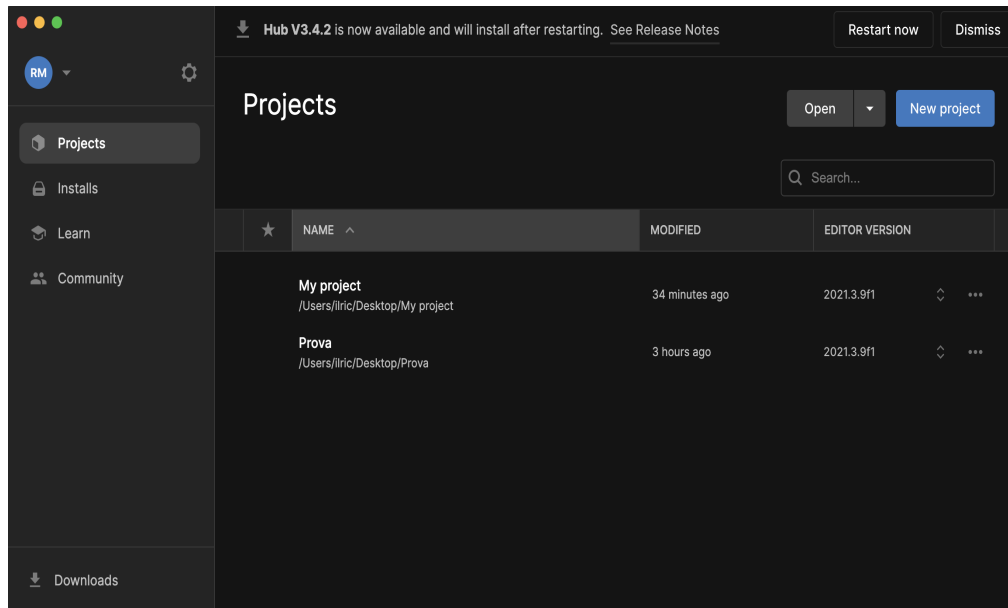 Hub V3.4.2 is now available and will install after restarting. See Release Notes Restart now Dismiss
RM
Projects
Open New project
Search...
Projects
Installs
Learn
Community
NAME MODIFIED EDITOR VERSION
My project
/Users/ilric/Desktop/My project
34 minutes ago 2021.3.9f1
Prova
/Users/ilric/Desktop/Prova
3 hours ago 2021.3.9f1
Downloads